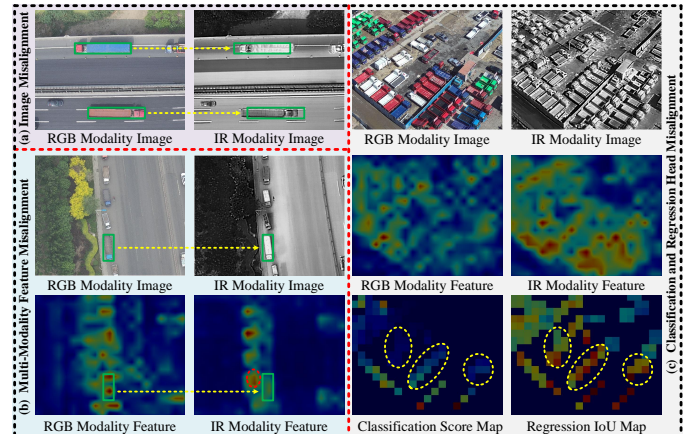 (a) Image Misalignment
RGB Modality Image
IR Modality Image
(b) Multi-Modality Feature Misalignment
RGB Modality Image
IR Modality Image
RGB Modality Feature
IR Modality Feature
RGB Modality Image
IR Modality Image
RGB Modality Feature
IR Modality Feature
Classification Score Map
Regression IoU Map
(c) Classification and Regression Head Misalignment